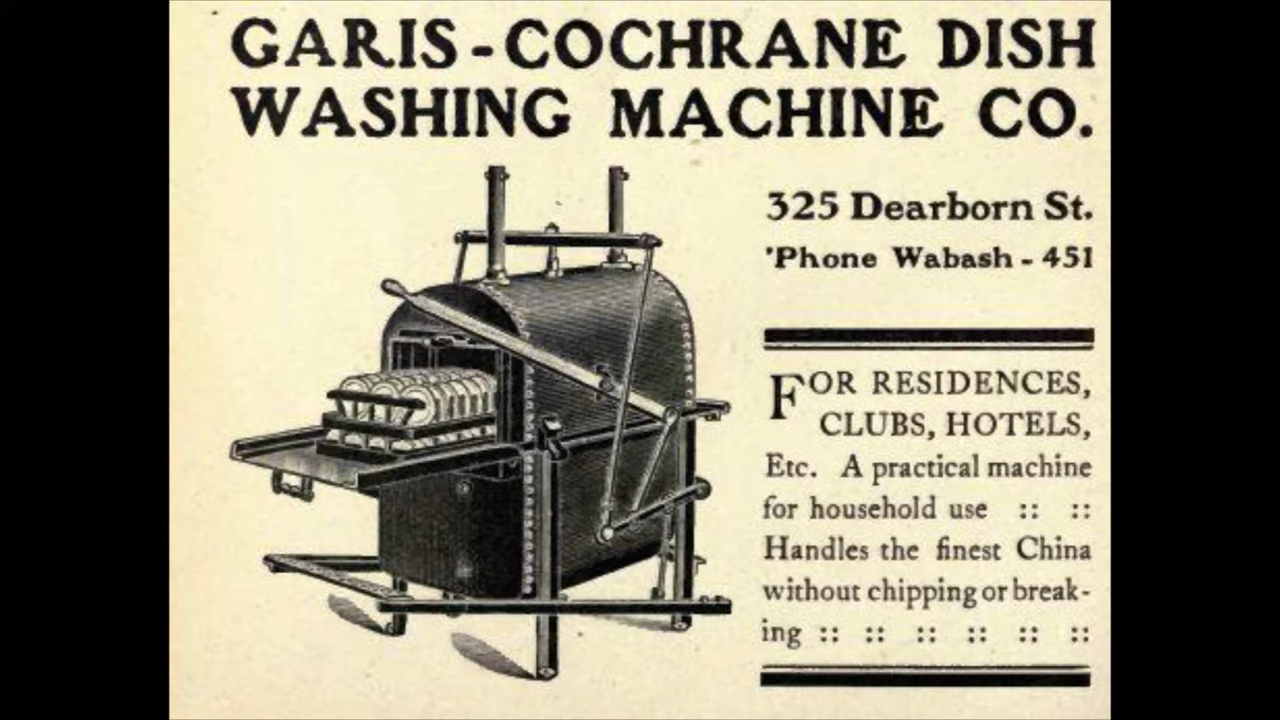 GARIS-COCHRANE DISH
WASHING MACHINE CO.
325 Dearborn St.
'Phone Wabash - 451
FOR RESIDENCES,
CLUBS, HOTELS,
Etc. A practical machine
for household use :: ::
Handles the finest China
without chipping or break-
ing :: :: :: :: :: ::